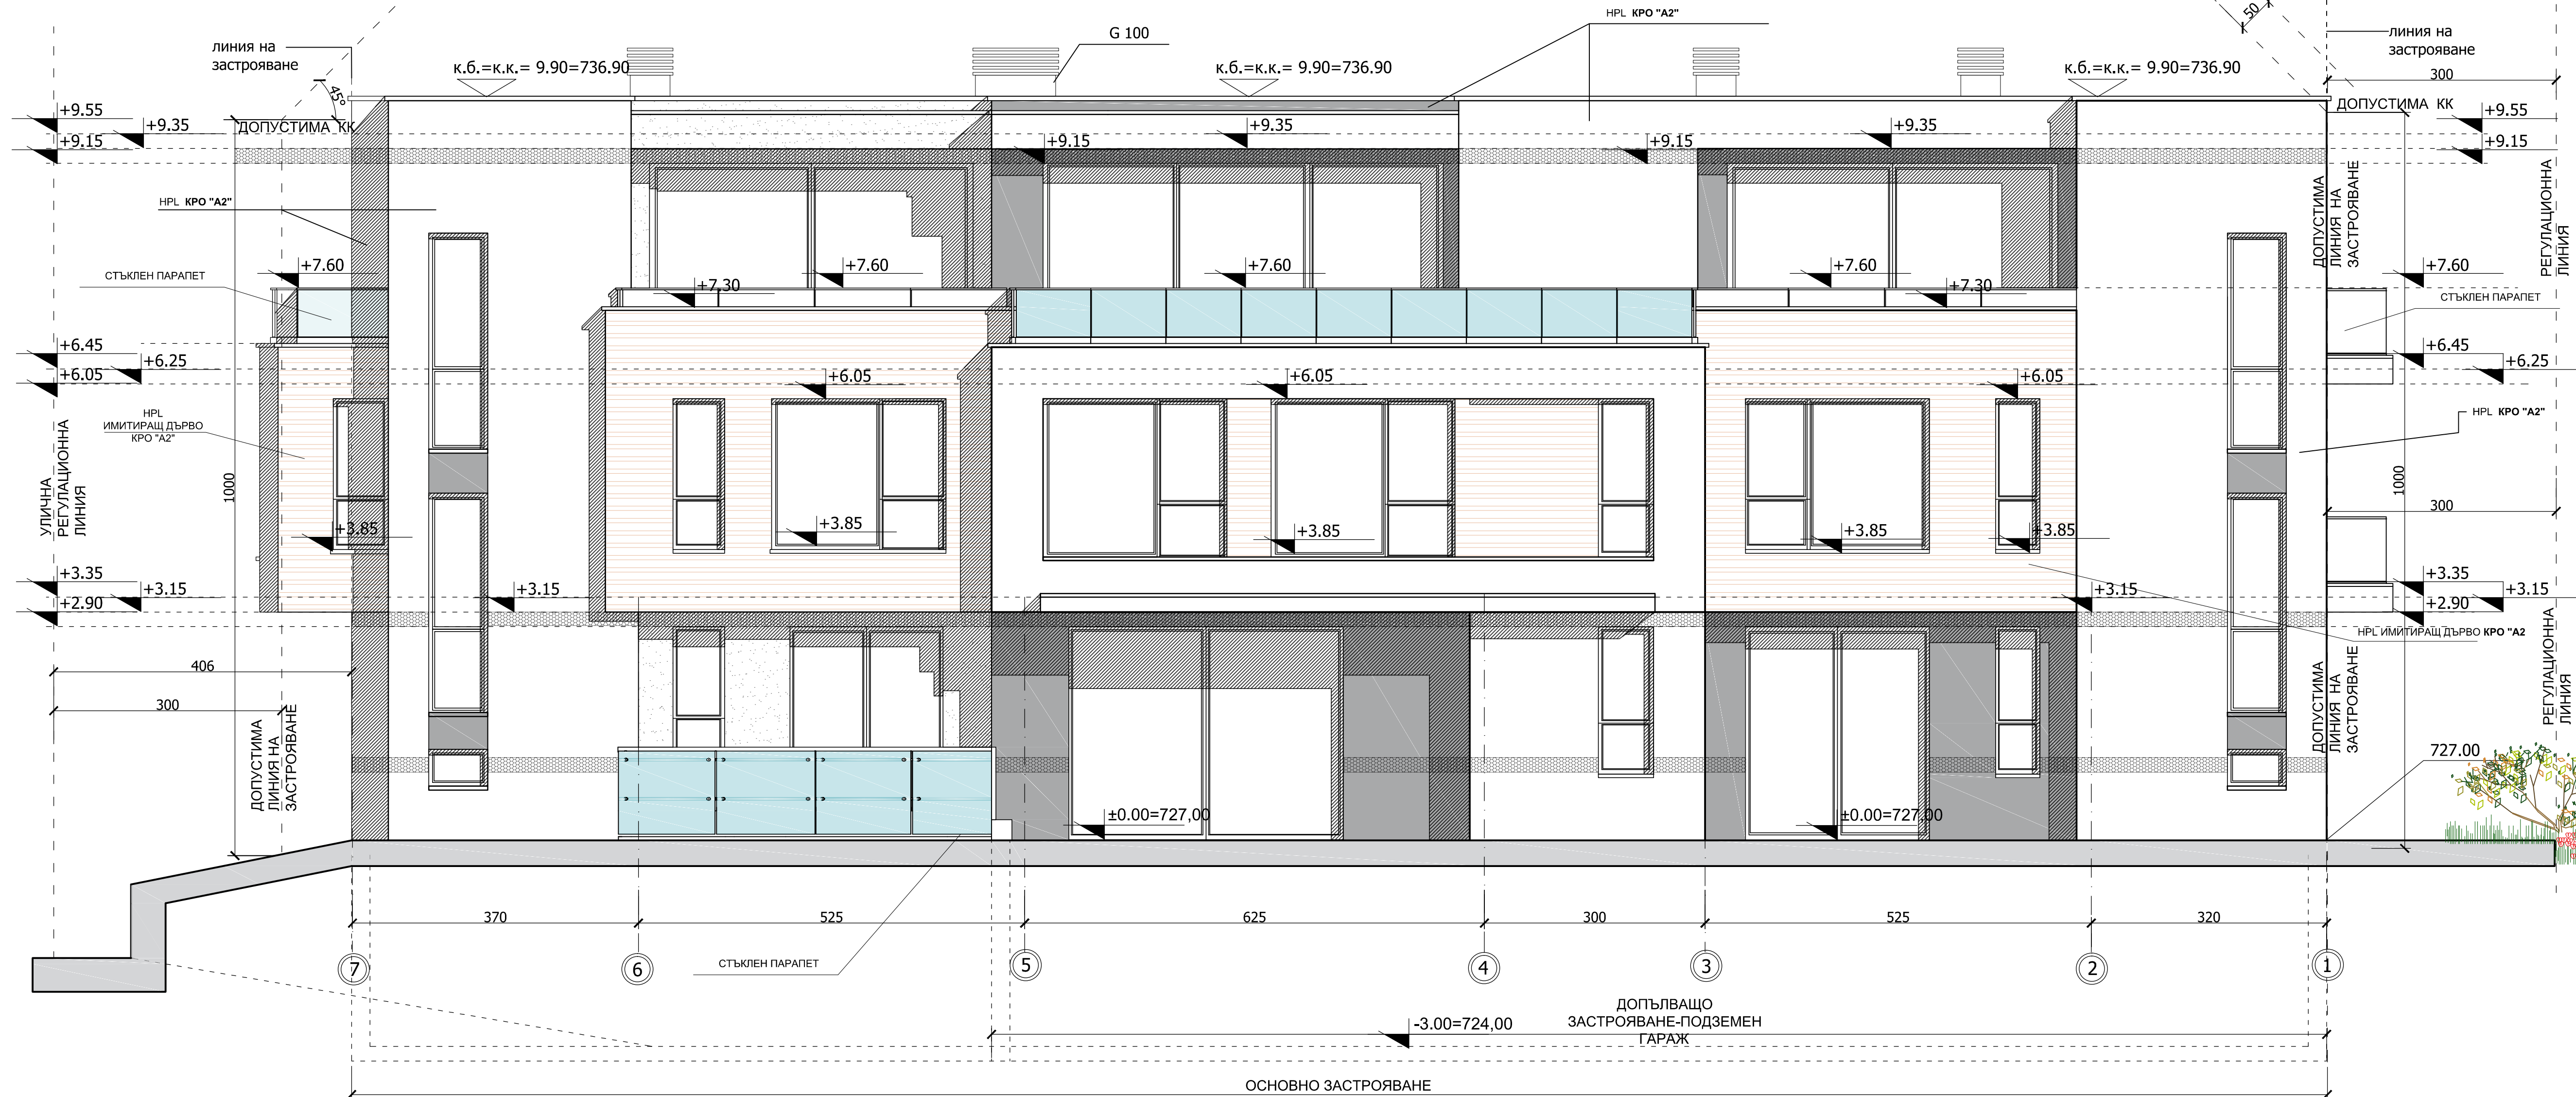 HPL КРО "А2"
50
G 100
линия на
застрояване
линия на
застрояване
к.б.=к.к.= 9.90=736.90
к.б.=к.к.= 9.90=736.90
к.б.=к.к.= 9.90=736.90
300
45°
+9.55
+9.35
ДОПУСТИМА КК
+9.15
+9.15
+9.35
+9.15
+9.35
ДОПУСТИМА КК
+9.55
+9.15
HPL КРО "А2"
ДОПУСТИМА
ЛИНИЯ НА
ЗАСТРОЯВАНЕ
РЕГУЛАЦИОННА
ЛИНИЯ
СТЪКЛЕН ПАРАПЕТ
+7.60
+7.30
+7.60
+7.60
+7.60
+7.30
+7.60
СТЪКЛЕН ПАРАПЕТ
+6.45
+6.25
+6.05
+6.05
+6.05
+6.05
+6.45
+6.25
HPL
ИМИТИРАЩ ДЪРВО
КРО "А2"
HPL КРО "А2"
УЛИЧНА
РЕГУЛАЦИОННА
ЛИНИЯ
1000
1000
300
+3.85
+3.85
+3.85
+3.85
+3.85
+3.35
+3.15
+2.90
+3.15
+3.15
+3.35
+3.15
+2.90
HPL ИМИТИРАЩ ДЪРВО КРО "А2
406
300
ДОПУСТИМА
ЛИНИЯ НА
ЗАСТРОЯВАНЕ
ДОПУСТИМА
ЛИНИЯ НА
ЗАСТРОЯВАНЕ
РЕГУЛАЦИОННА
ЛИНИЯ
727.00
±0.00=727,00
±0.00=727,00
370
525
625
300
525
320
7
6
5
4
3
2
1
СТЪКЛЕН ПАРАПЕТ
-3.00=724,00
ДОПЪЛВАЩО
ЗАСТРОЯВАНЕ-ПОДЗЕМЕН
ГАРАЖ
ОСНОВНО ЗАСТРОЯВАНЕ